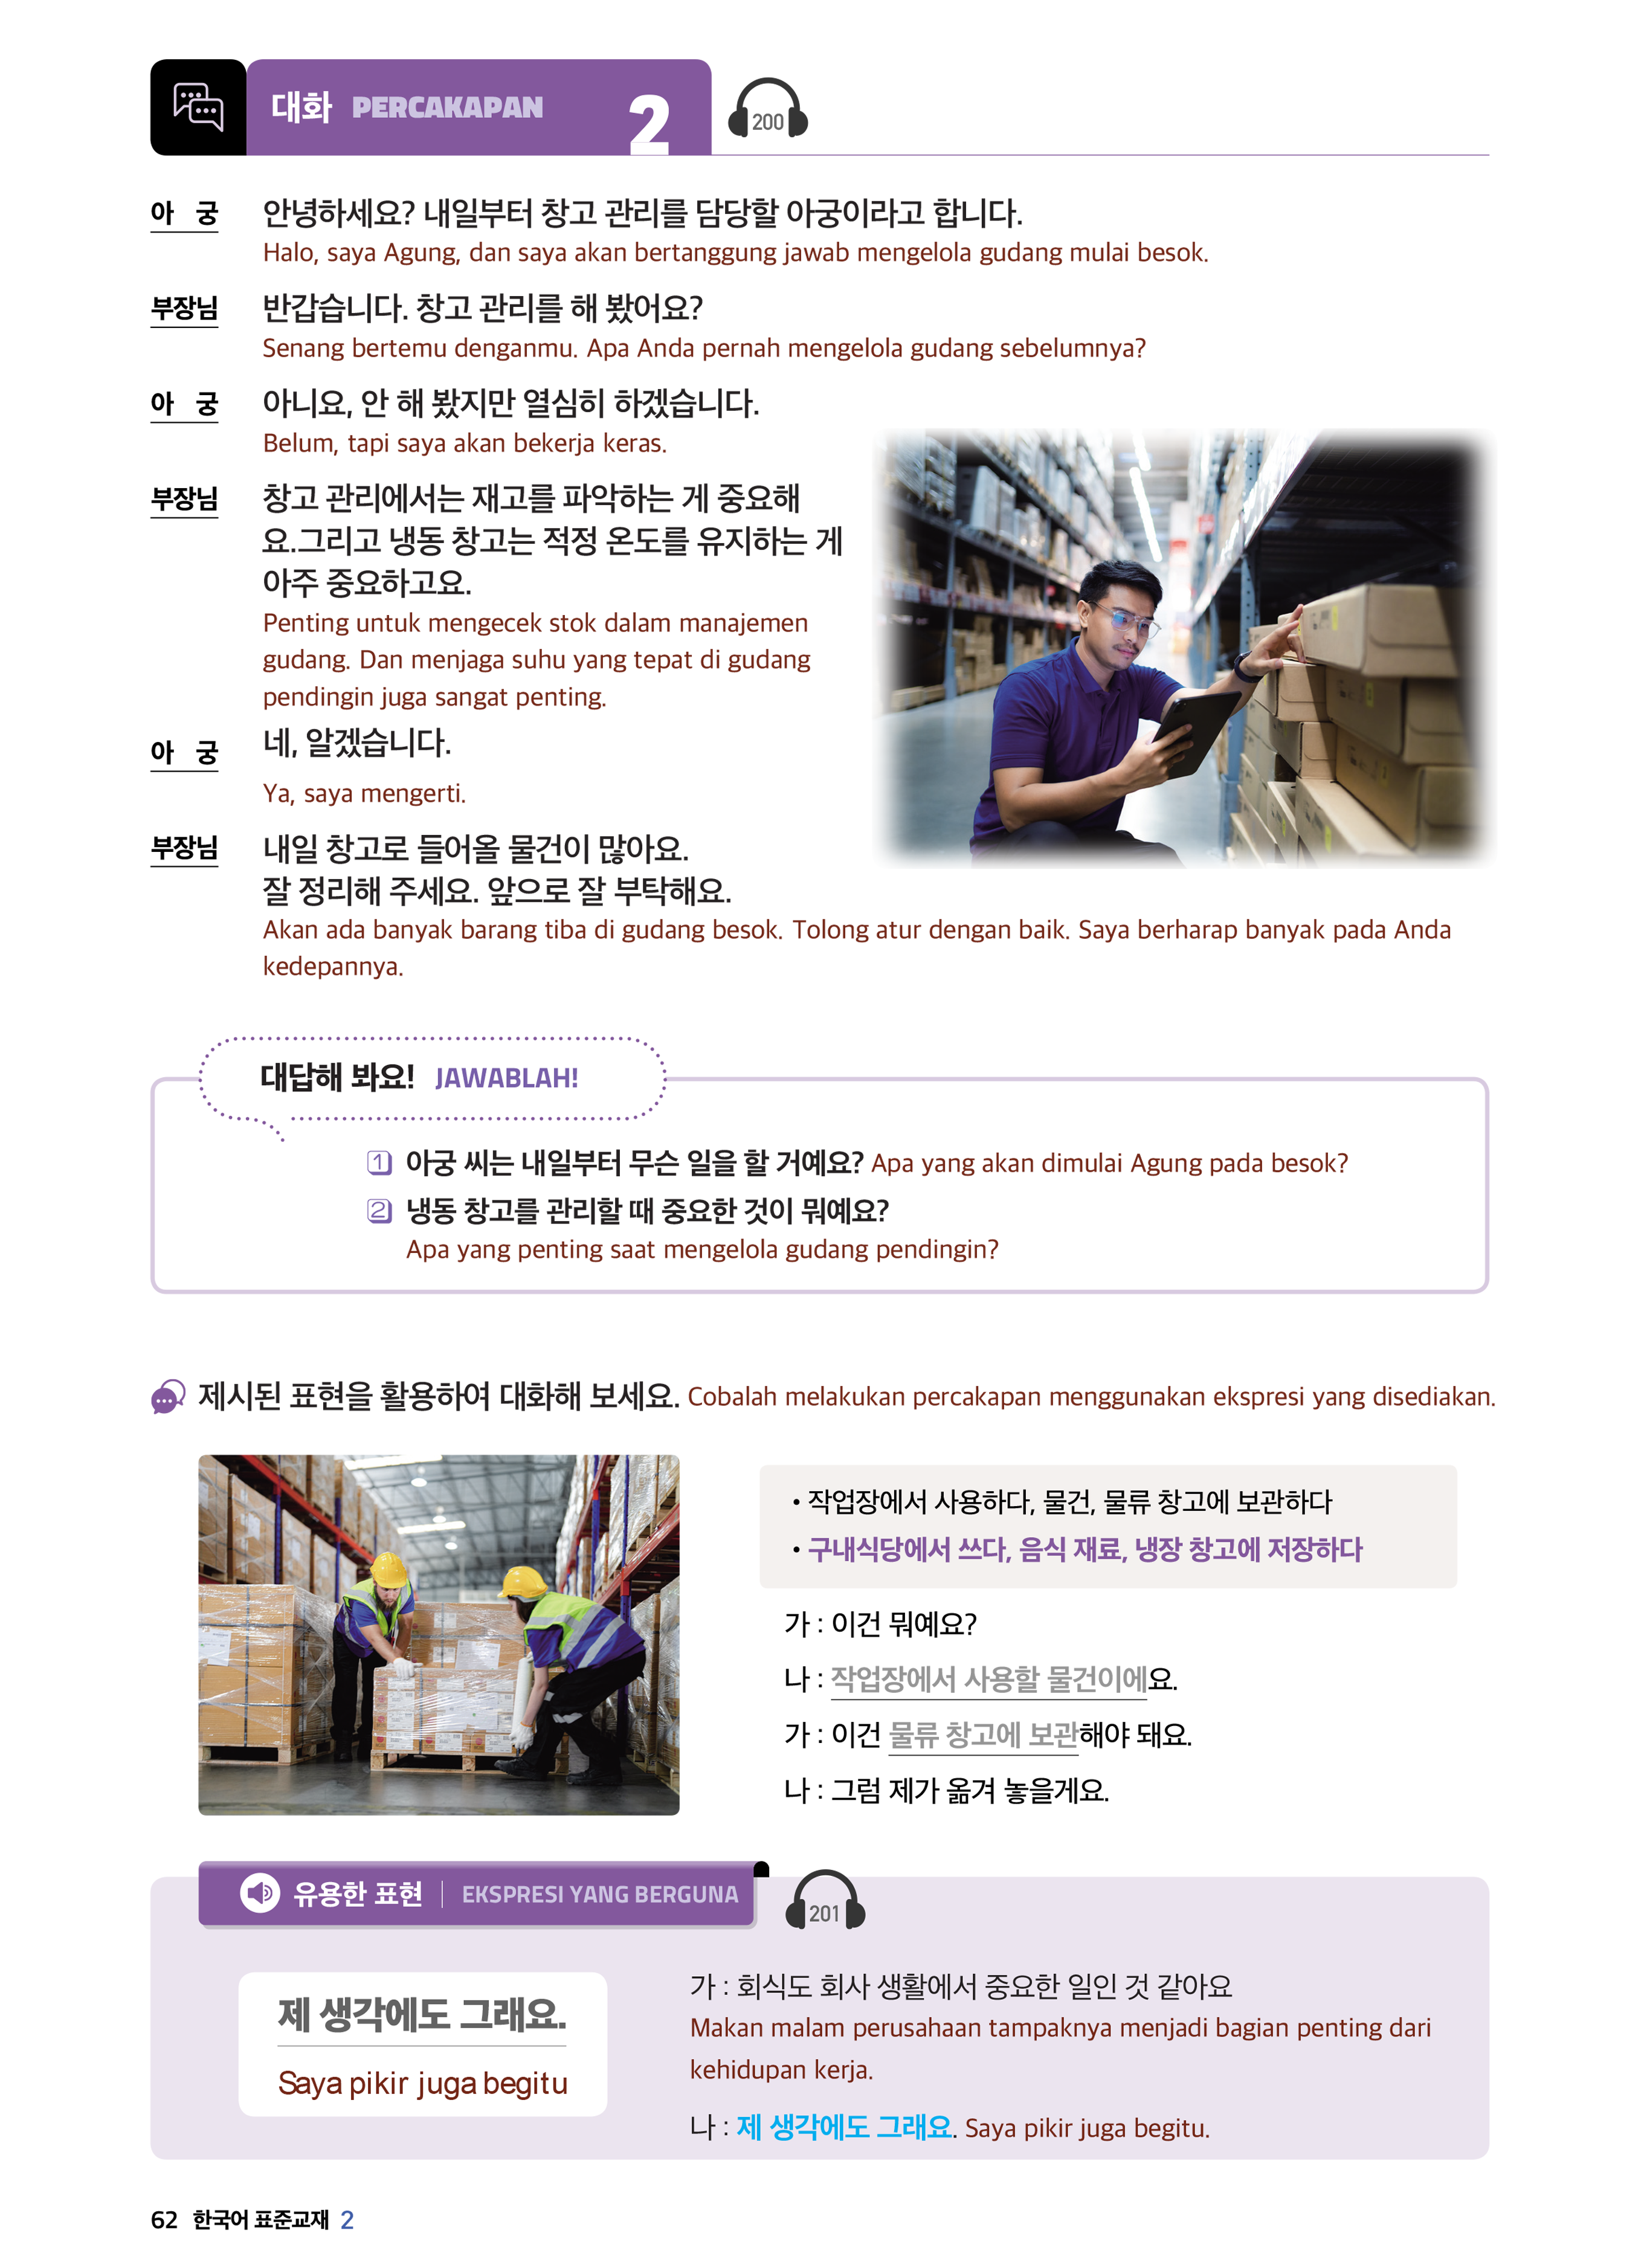 대화 PERCAKAPAN 2
200
아 궁 안녕하세요? 내일부터 창고 관리를 담당할 아궁이라고 합니다.
Halo, saya Agung, dan saya akan bertanggung jawab mengelola gudang mulai besok.
부장님 반갑습니다. 창고 관리를 해 봤어요?
Senang bertemu denganmu. Apa Anda pernah mengelola gudang sebelumnya?
아 궁 아니요, 안 해 봤지만 열심히 하겠습니다.
Belum, tapi saya akan bekerja keras.
부장님 창고 관리에서는 재고를 파악하는 게 중요해
요.그리고 냉동 창고는 적정 온도를 유지하는 게
아주 중요하고요.
Penting untuk mengecek stok dalam manajemen
gudang. Dan menjaga suhu yang tepat di gudang
pendingin juga sangat penting.
아 궁 네, 알겠습니다.
Ya, saya mengerti.
부장님 내일 창고로 들어올 물건이 많아요.
잘 정리해 주세요. 앞으로 잘 부탁해요.
Akan ada banyak barang tiba di gudang besok. Tolong atur dengan baik. Saya berharap banyak pada Anda
kedepannya.
대답해 봐요! JAWABLAH!
1 아궁 씨는 내일부터 무슨 일을 할 거예요? Apa yang akan dimulai Agung pada besok?
2 냉동 창고를 관리할 때 중요한 것이 뭐예요?
Apa yang penting saat mengelola gudang pendingin?
제시된 표현을 활용하여 대화해 보세요. Cobalah melakukan percakapan menggunakan ekspresi yang disediakan.
• 작업장에서 사용하다, 물건, 물류 창고에 보관하다
• 구내식당에서 쓰다, 음식 재료, 냉장 창고에 저장하다
가 : 이건 뭐예요?
나 : 작업장에서 사용할 물건이에요.
가 : 이건 물류 창고에 보관해야 돼요.
나 : 그럼 제가 옮겨 놓을게요.
유용한 표현 EKSPRESI YANG BERGUNA
201
제 생각에도 그래요.
Saya pikir juga begitu
가 : 회식도 회사 생활에서 중요한 일인 것 같아요
Makan malam perusahaan tampaknya menjadi bagian penting dari
kehidupan kerja.
나 : 제 생각에도 그래요. Saya pikir juga begitu.
62 한국어 표준교재 2